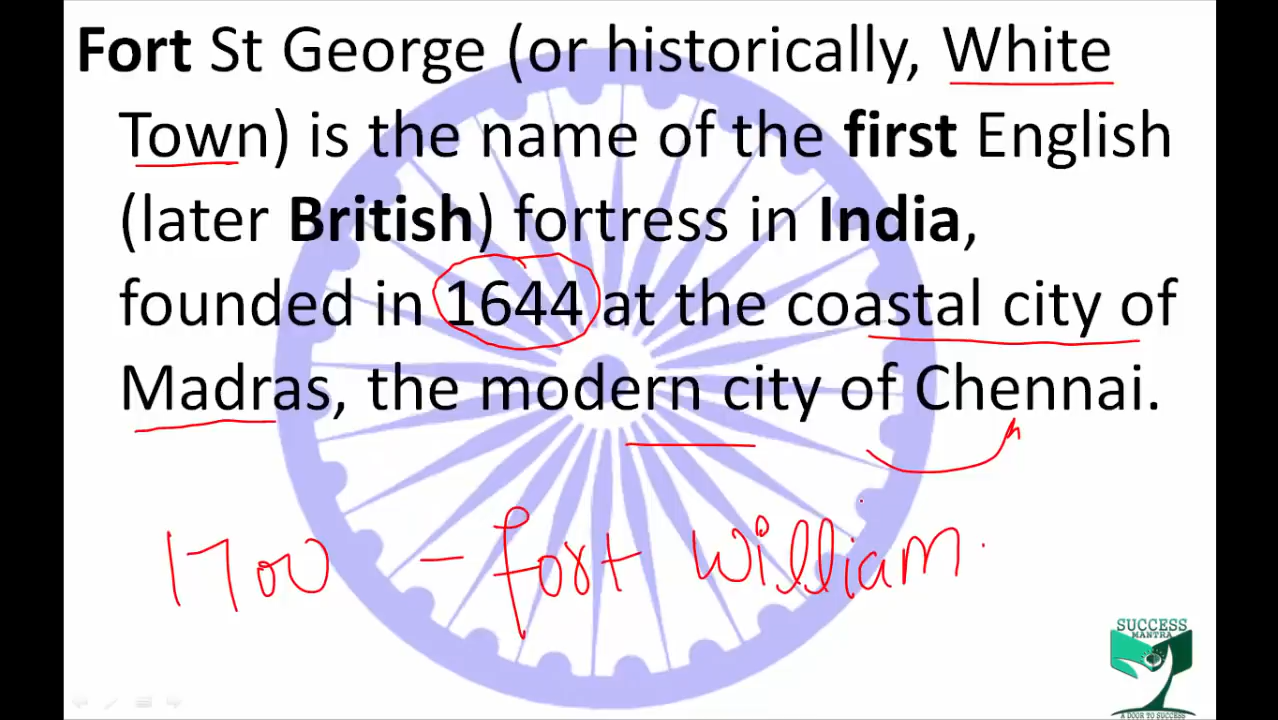 Fort St George (or historically, White
Town) is the name of the first English
(later British) fortress in India,
founded in 1644 at the coastal city of
Madras, the modern city of Chennai.
1700 - fort william.
SUCCESS
MANTRA
A DOOR TO SUCCESS